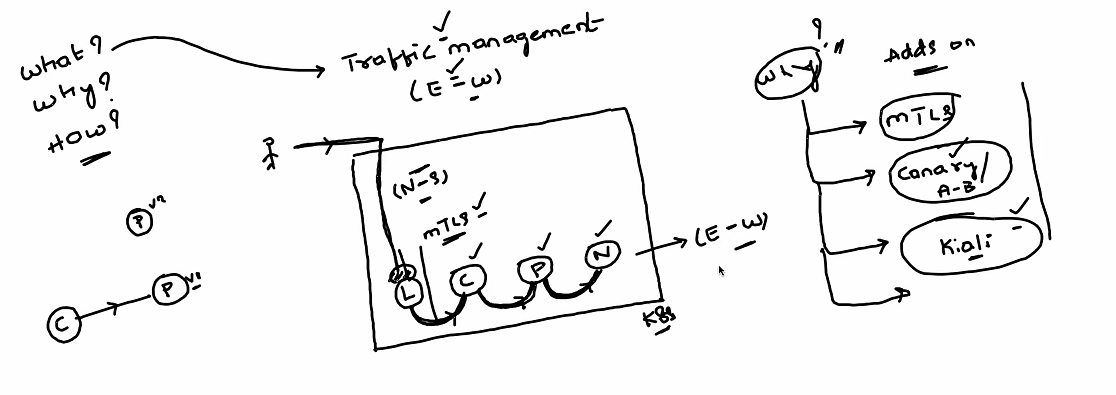 what?
why?
How?
Traffic management
(E-W)
(N-S)
mTLS
L
C
P
N
(E-W)
K8s
P
V2
C
P
V1
why?
Adds on
mTLS
Canary/
A-B
Kiali